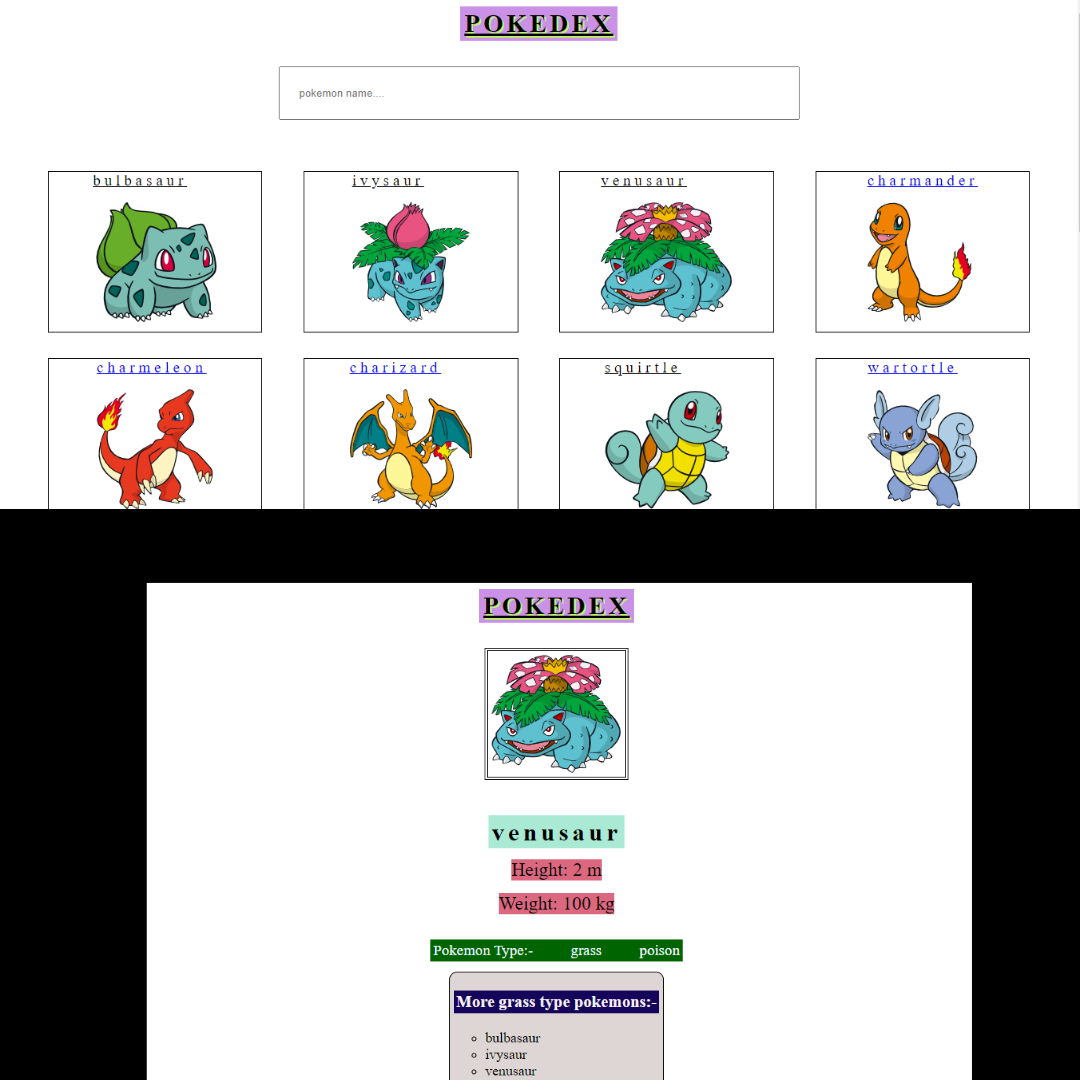 POKEDEX
pokemon name....
bulbasaur
ivysaur
venusaur
charmander
charmeleon
charizard
squirtle
wartortle
POKEDEX
venusaur
Height: 2 m
Weight: 100 kg
Pokemon Type:- grass poison
More grass type pokemons:-
bulbasaur
ivysaur
venusaur